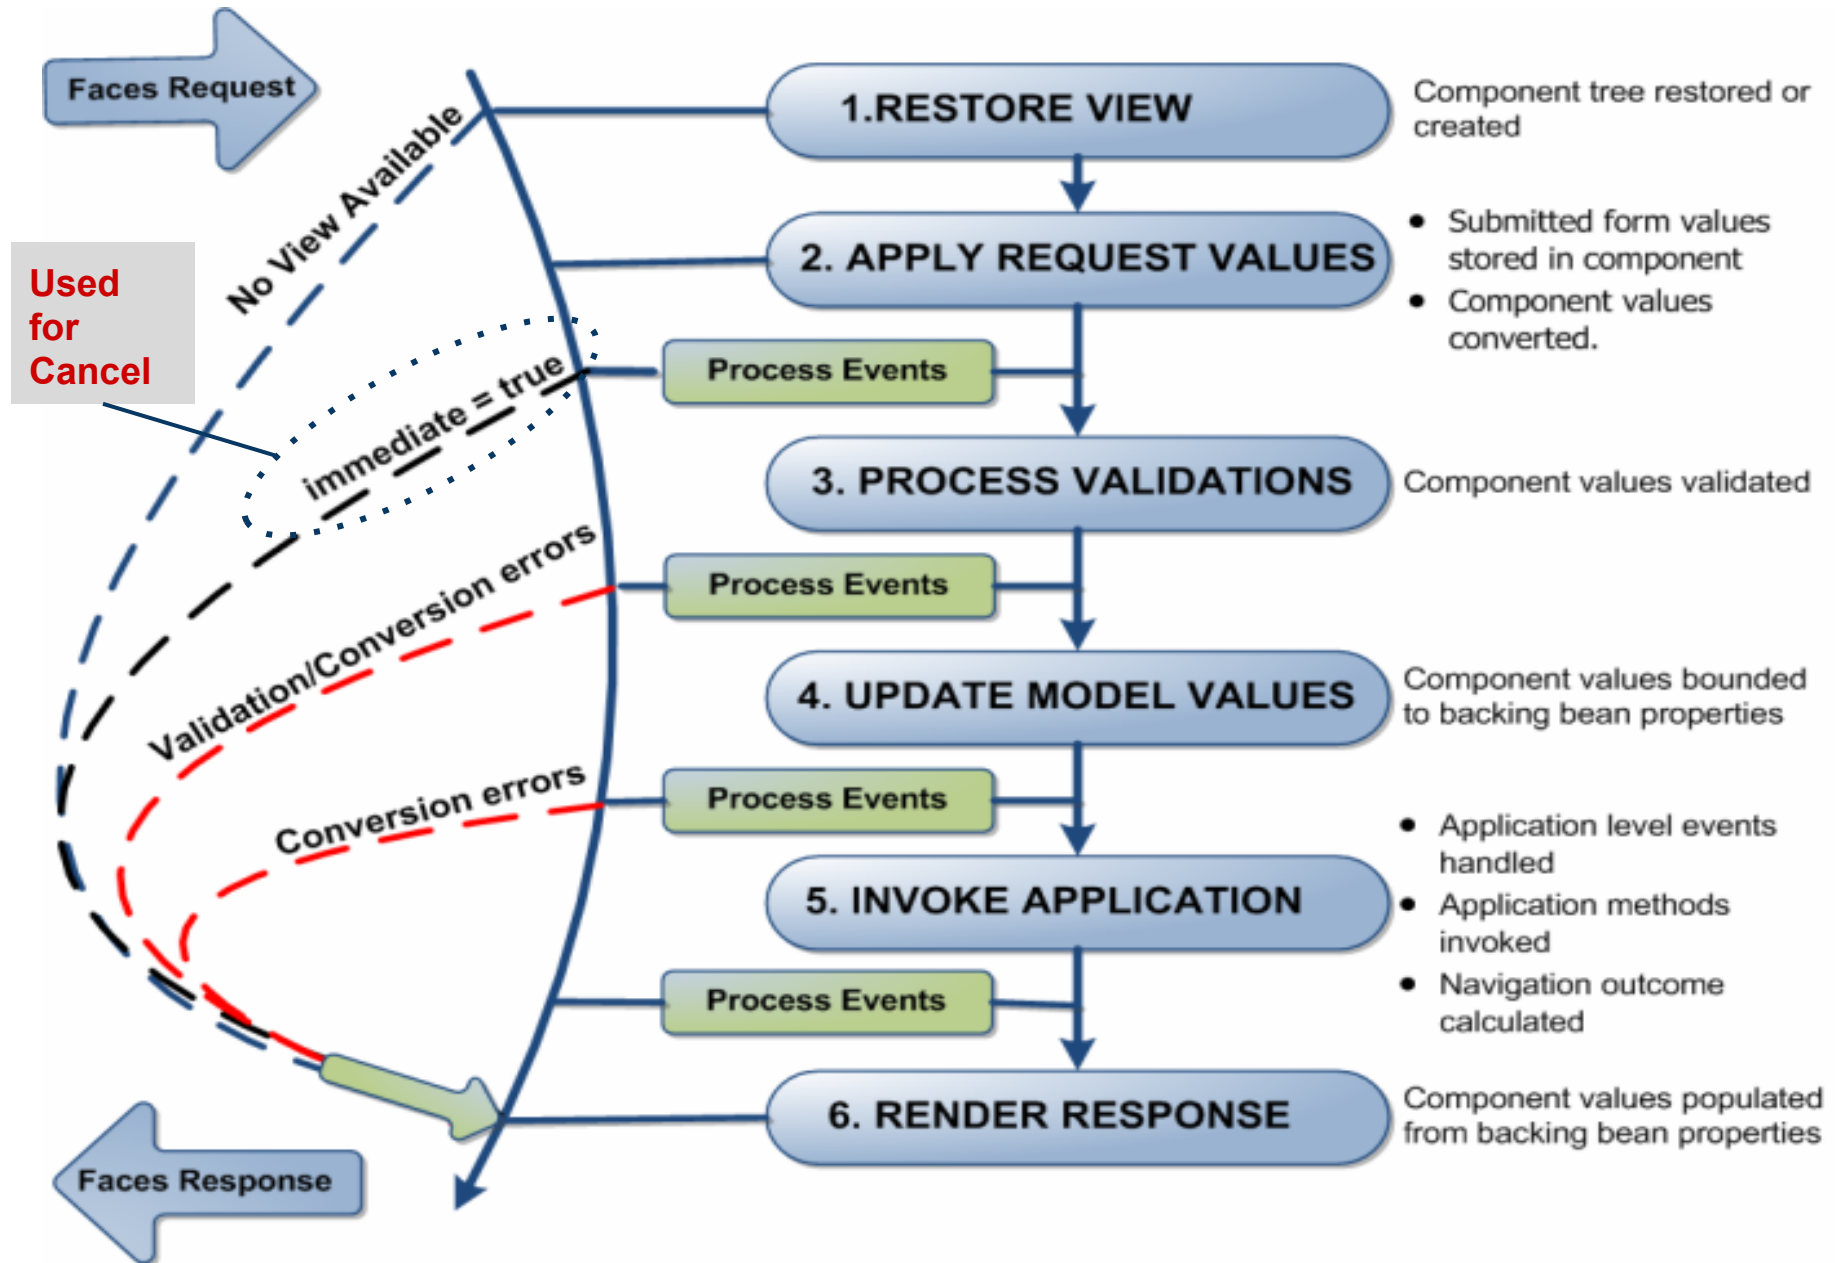 Faces Request
No View Available
Used
for
Cancel
immediate = true
Validation/Conversion errors
Conversion errors
Faces Response
1.RESTORE VIEW
Component tree restored or
created
2. APPLY REQUEST VALUES
• Submitted form values
stored in component
• Component values
converted.
Process Events
3. PROCESS VALIDATIONS
Component values validated
Process Events
4. UPDATE MODEL VALUES
Component values bounded
to backing bean properties
Process Events
5. INVOKE APPLICATION
• Application level events
handled
• Application methods
invoked
• Navigation outcome
calculated
Process Events
6. RENDER RESPONSE
Component values populated
from backing bean properties